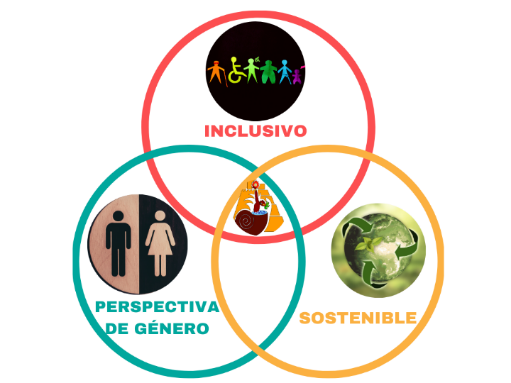 INCLUSIVO
PERSPECTIVA
DE GÉNERO
SOSTENIBLE